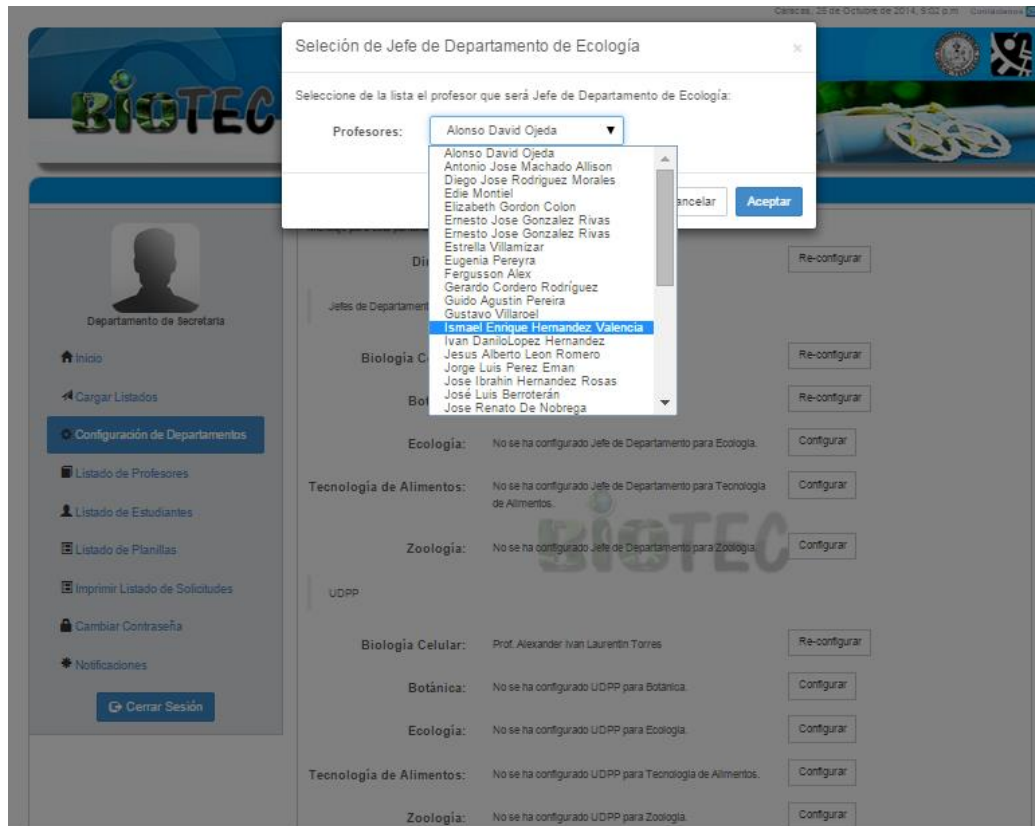 Caracas, 28 de Octubre de 2014, 5:02 p.m. Contáctenos
BIOTEC
Seleción de Jefe de Departamento de Ecología ×
Seleccione de la lista el profesor que será Jefe de Departamento de Ecología:
Profesores: Alonso David Ojeda
Alonso David Ojeda
Antonio Jose Machado Allison
Diego Jose Rodriguez Morales
Edie Montiel
Elizabeth Gordon Colon
Ernesto Jose Gonzalez Rivas
Ernesto Jose Gonzalez Rivas
Estrella Villamizar
Eugenia Pereyra
Fergusson Alex
Gerardo Cordero Rodríguez
Guido Agustin Pereira
Gustavo Villaroel
Ismael Enrique Hernandez Valencia
Ivan DaniloLopez Hernandez
Jesus Alberto Leon Romero
Jorge Luis Perez Eman
Jose Ibrahin Hernandez Rosas
José Luis Berroterán
Jose Renato De Nobrega
ancelar Aceptar
Departamento de Secretaria
Inicio
Cargar Listados
Configuración de Departamentos
Listado de Profesores
Listado de Estudiantes
Listado de Planillas
Imprimir Listado de Solicitudes
Cambiar Contraseña
Notificaciones
Cerrar Sesión
Di Re-configurar
Jefes de Departament
Biología C Re-configurar
Bot Re-configurar
Ecología: No se ha configurado Jefe de Departamento para Ecología. Configurar
Tecnología de Alimentos: No se ha configurado Jefe de Departamento para Tecnología Configurar
de Alimentos.
BIOTEC
Zoología: No se ha configurado Jefe de Departamento para Zoología. Configurar
UDPP
Biología Celular: Prof. Alexander Ivan Laurentin Torres Re-configurar
Botánica: No se ha configurado UDPP para Botánica. Configurar
Ecología: No se ha configurado UDPP para Ecología. Configurar
Tecnología de Alimentos: No se ha configurado UDPP para Tecnología de Alimentos. Configurar
Zoología: No se ha configurado UDPP para Zoología. Configurar